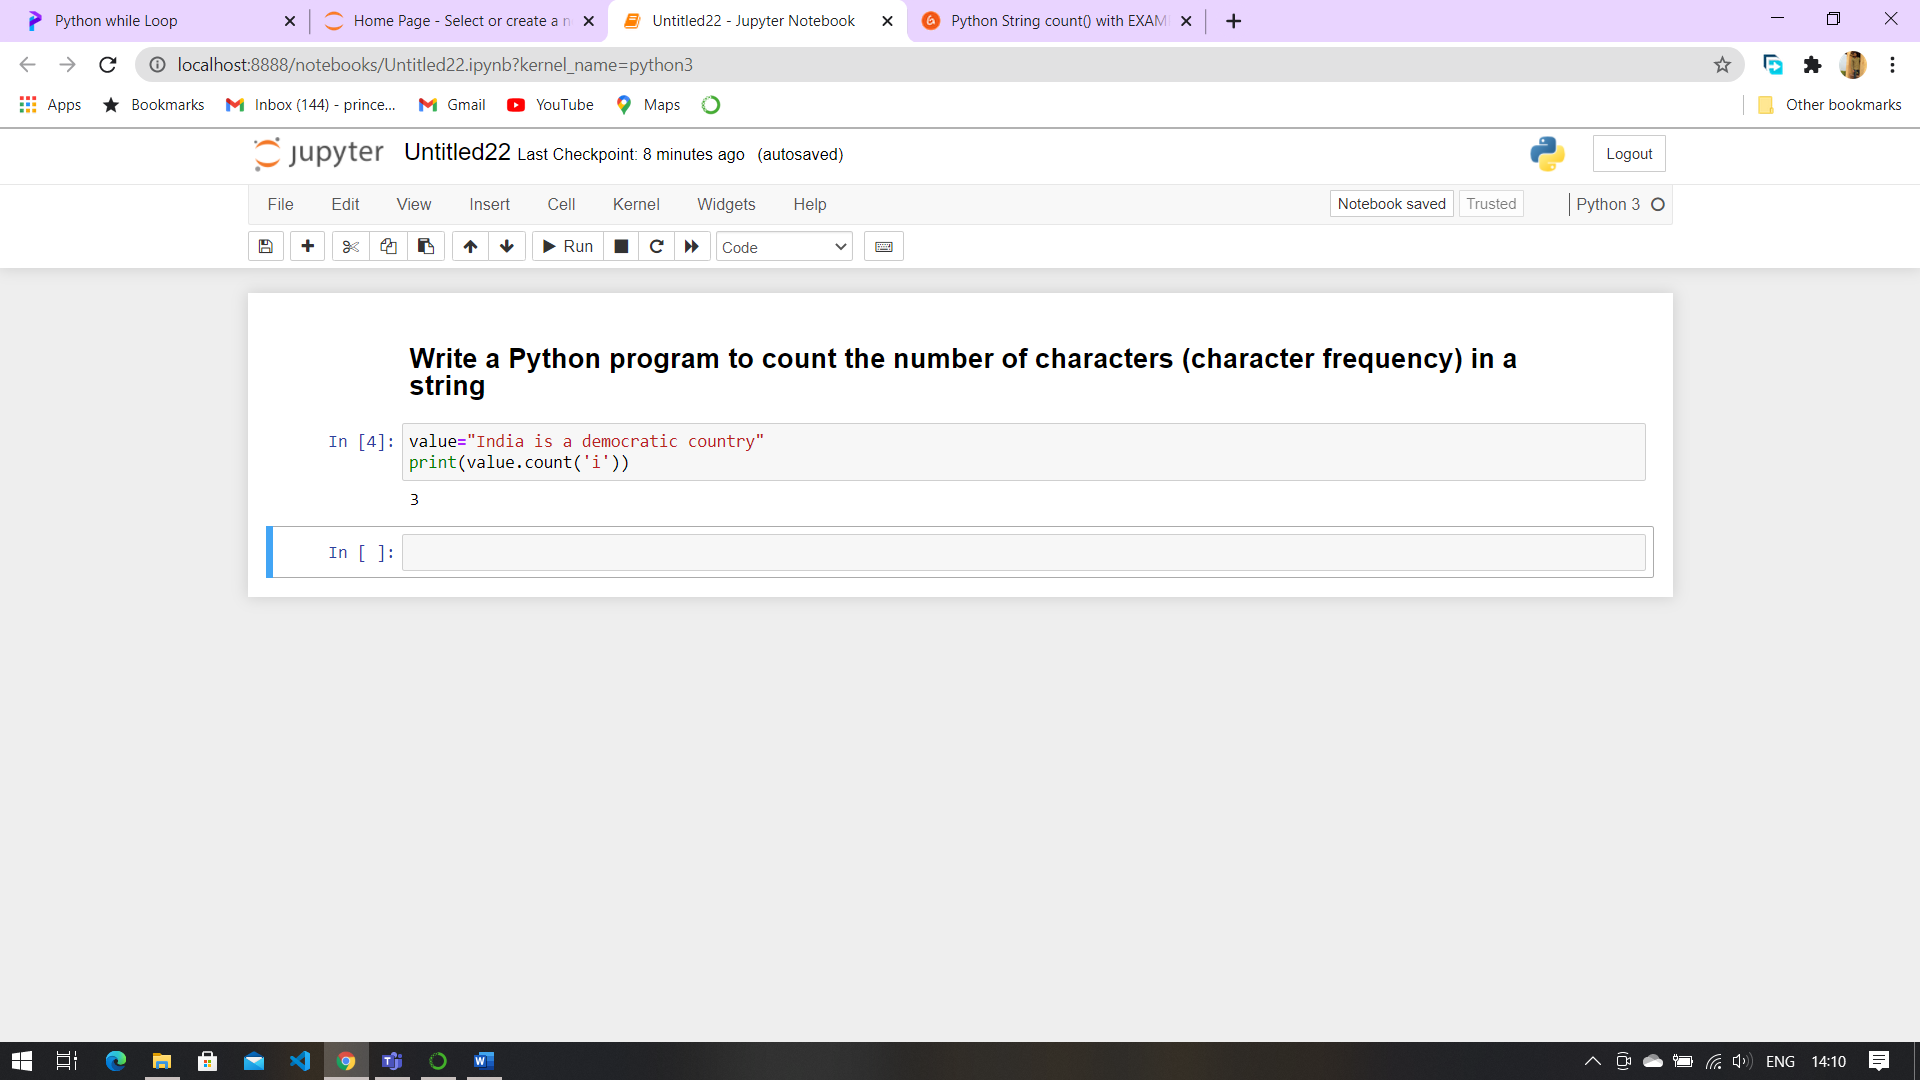 Python while Loop
Home Page - Select or create a n
Untitled22 - Jupyter Notebook
Python String count() with EXAM
localhost:8888/notebooks/Untitled22.ipynb?kernel_name=python3
Apps Bookmarks Inbox (144) - prince... Gmail YouTube Maps Other bookmarks
jupyter Untitled22 Last Checkpoint: 8 minutes ago (autosaved) Logout
File Edit View Insert Cell Kernel Widgets Help Notebook saved Trusted Python 3
Run Code
Write a Python program to count the number of characters (character frequency) in a
string
In [4]: value="India is a democratic country"
print(value.count('i'))
3
In [ ]:
ENG 14:10